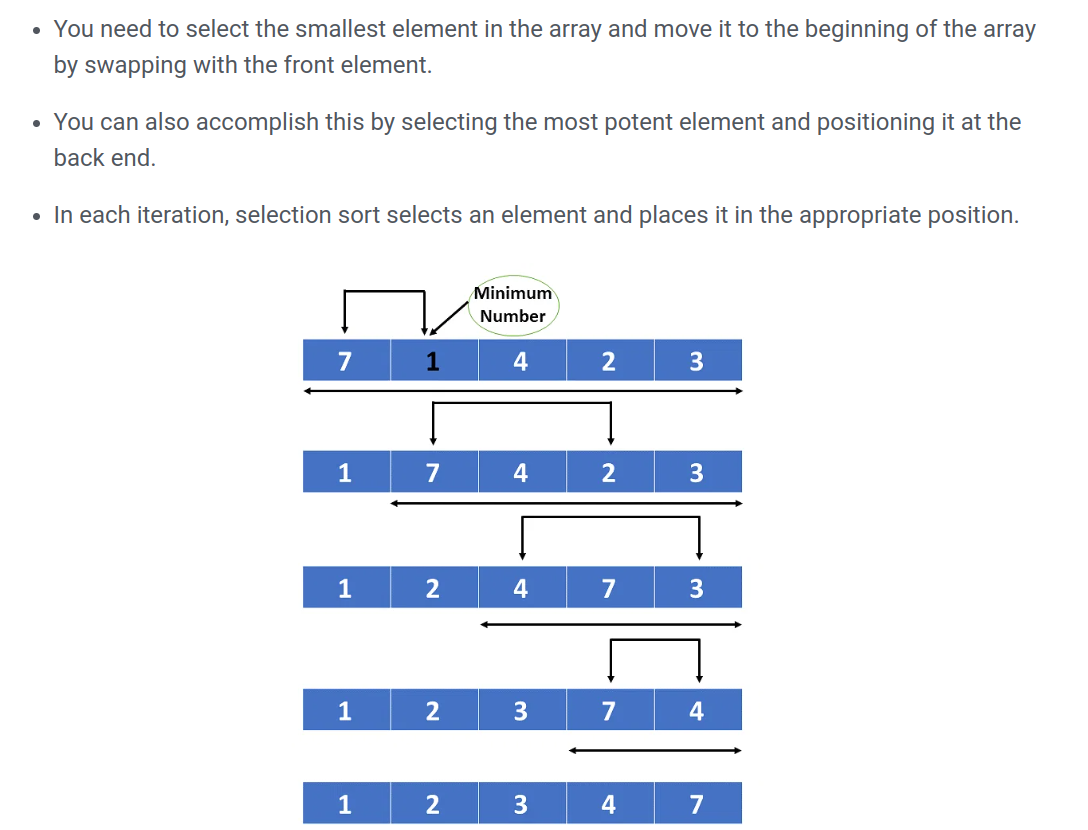 You need to select the smallest element in the array and move it to the beginning of the array
by swapping with the front element.
You can also accomplish this by selecting the most potent element and positioning it at the
back end.
In each iteration, selection sort selects an element and places it in the appropriate position.
Minimum
Number
7 1 4 2 3
1 7 4 2 3
1 2 4 7 3
1 2 3 7 4
1 2 3 4 7